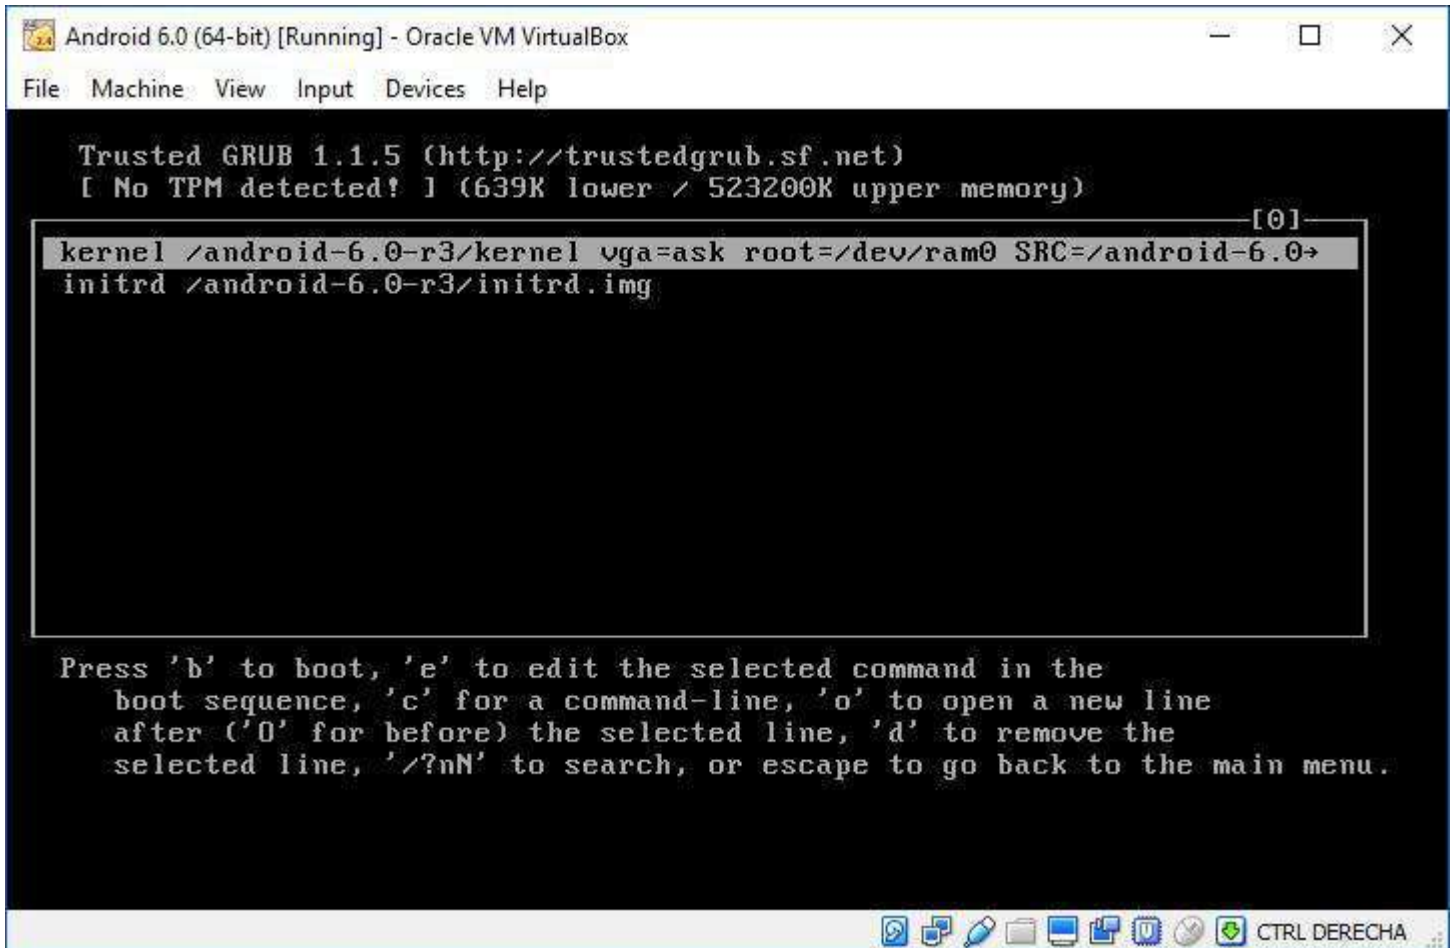 Android 6.0 (64-bit) [Running] - Oracle VM VirtualBox
File Machine View Input Devices Help
Trusted GRUB 1.1.5 (http://trustedgrub.sf.net)
[ No TPM detected! ] (639K lower / 523200K upper memory)
[0]
kernel /android-6.0-r3/kernel vga=ask root=/dev/ram0 SRC=/android-6.0→
initrd /android-6.0-r3/initrd.img
Press 'b' to boot, 'e' to edit the selected command in the
boot sequence, 'c' for a command-line, 'o' to open a new line
after ('O' for before) the selected line, 'd' to remove the
selected line, '/?nN' to search, or escape to go back to the main menu.
CTRL DERECHA